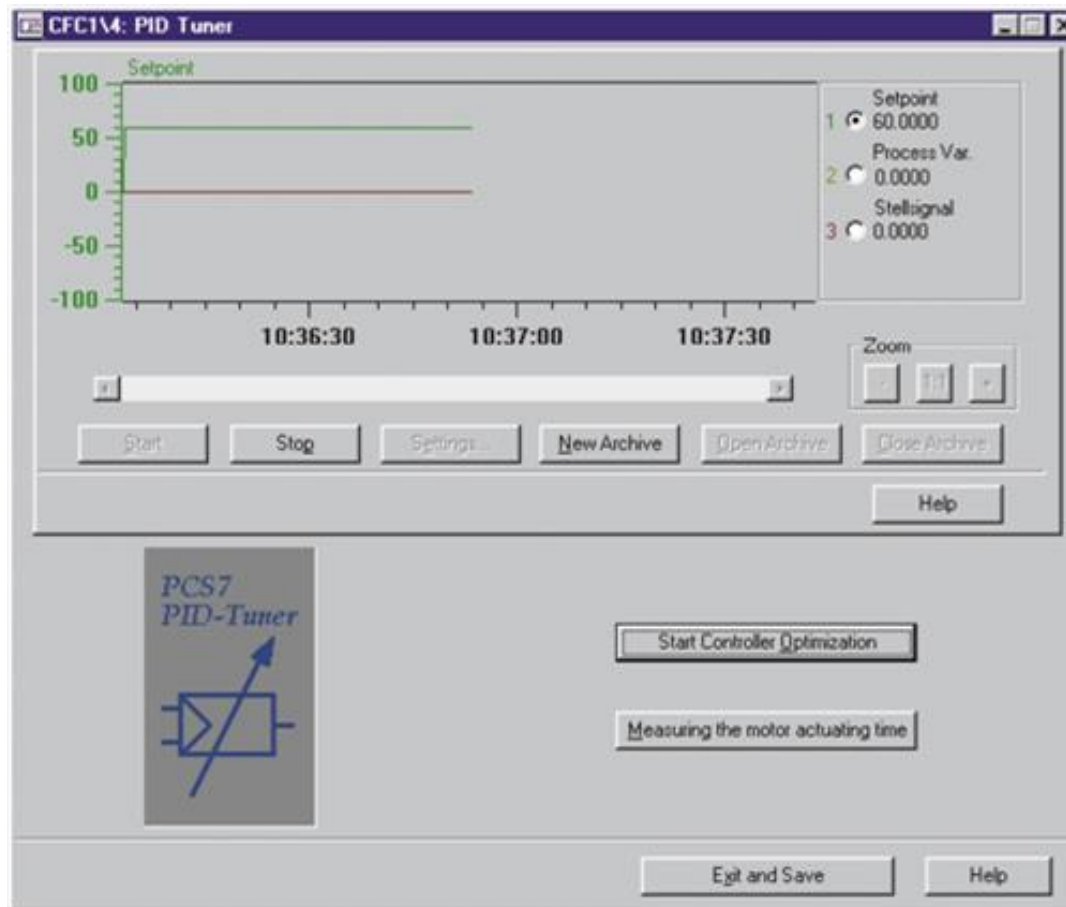 CFC1\4: PID Tuner
Setpoint
100
50
0
-50
-100
10:36:30 10:37:00 10:37:30
Setpoint
1 60.0000
Process Var.
2 0.0000
Stellsignal
3 0.0000
Zoom
- 1:1 +
Start Stop Settings... New Archive Open Archive Close Archive
Help
PCS7
PID-Tuner
Start Controller Optimization
Measuring the motor actuating time
Exit and Save Help